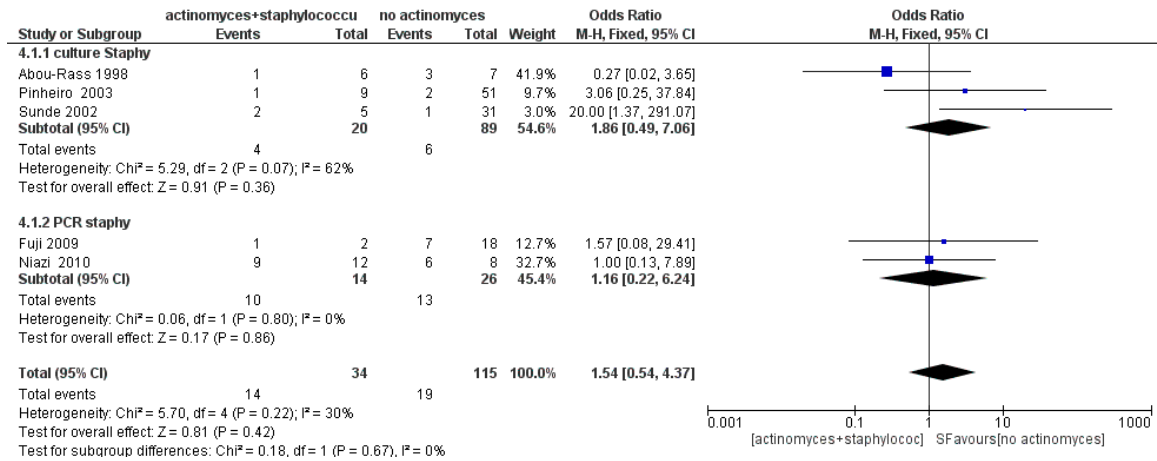 actinomyces+staphylococcu no actinomyces Odds Ratio Odds Ratio
Study or Subgroup Events Total Events Total Weight M-H, Fixed, 95% CI M-H, Fixed, 95% CI
4.1.1 culture Staphy
Abou-Rass 1998 1 6 3 7 41.9% 0.27 [0.02, 3.65]
Pinheiro 2003 1 9 2 51 9.7% 3.06 [0.25, 37.84]
Sunde 2002 2 5 1 31 3.0% 20.00 [1.37, 291.07]
Subtotal (95% CI) 20 89 54.6% 1.86 [0.49, 7.06]
Total events 4 6
Heterogeneity: Chi² = 5.29, df = 2 (P = 0.07); I² = 62%
Test for overall effect: Z = 0.91 (P = 0.36)
4.1.2 PCR staphy
Fuji 2009 1 2 7 18 12.7% 1.57 [0.08, 29.41]
Niazi 2010 9 12 6 8 32.7% 1.00 [0.13, 7.89]
Subtotal (95% CI) 14 26 45.4% 1.16 [0.22, 6.24]
Total events 10 13
Heterogeneity: Chi² = 0.06, df = 1 (P = 0.80); I² = 0%
Test for overall effect: Z = 0.17 (P = 0.86)
Total (95% CI) 34 115 100.0% 1.54 [0.54, 4.37]
Total events 14 19
Heterogeneity: Chi² = 5.70, df = 4 (P = 0.22); I² = 30%
Test for overall effect: Z = 0.81 (P = 0.42)
Test for subgroup differences: Chi² = 0.18, df = 1 (P = 0.67), I² = 0%
0.001 0.1 1 10 1000
[actinomyces+staphylococ] SFavours[no actinomyces]